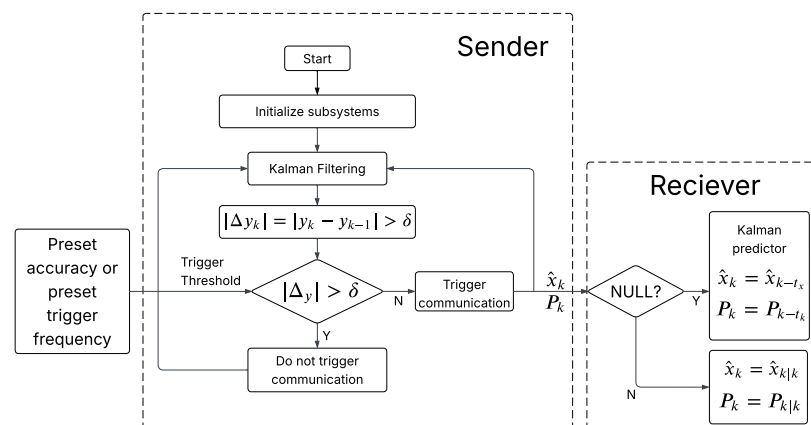 Sender
Start
Initialize subsystems
Kalman Filtering
|Δy_k| = |y_k − y_{k−1}| > δ
Preset
accuracy or
preset
trigger
frequency
Trigger
Threshold
|Δ_y| > δ
N
Y
Trigger
communication
Do not trigger
communication
x̂_k
P_k
Reciever
NULL?
Y
N
Kalman
predictor
x̂_k = x̂_{k−t_x}
P_k = P_{k−t_k}
x̂_k = x̂_{k|k}
P_k = P_{k|k}